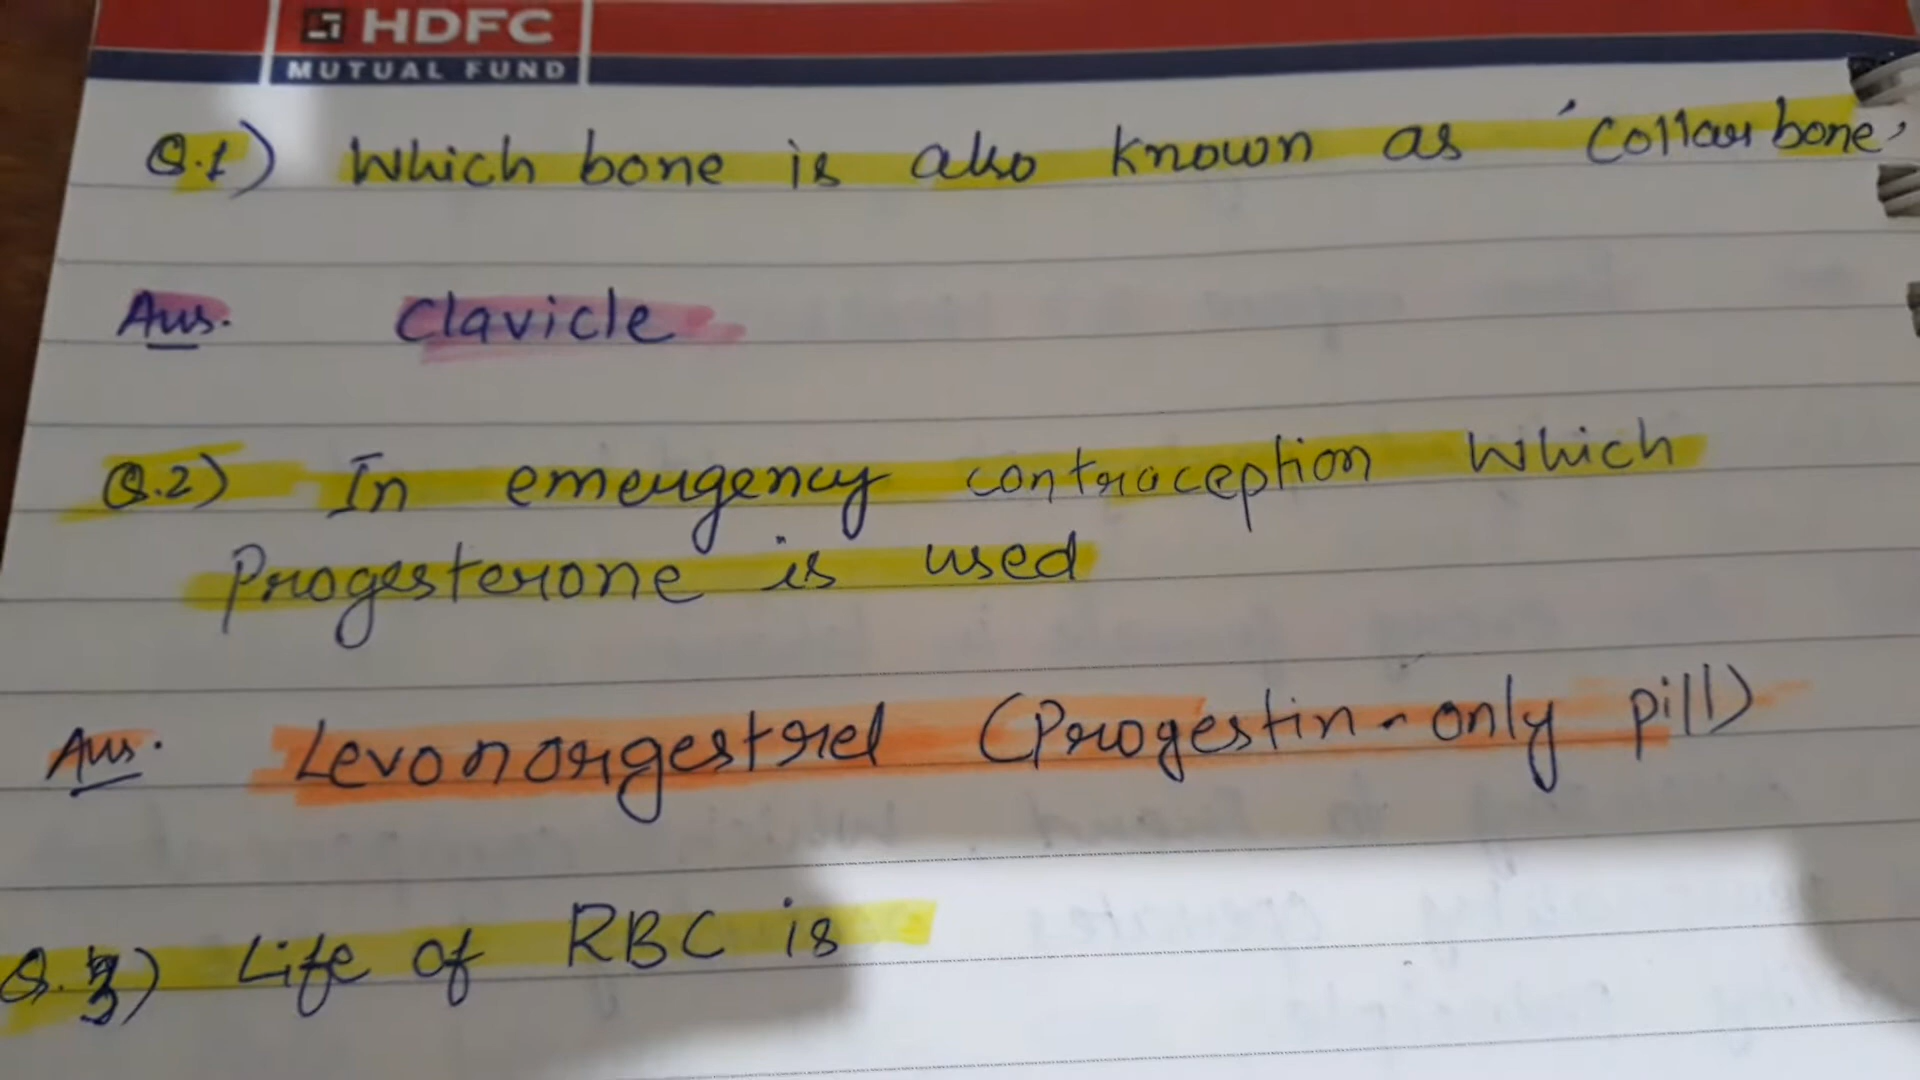 HDFC
MUTUAL FUND
Q.1) Which bone is also known as 'collar bone'
Ans. Clavicle
Q.2) In emergency contraception which
Progesterone is used
Ans. Levonorgestrel (Progestin-only pill)
Q.3) Life of RBC is